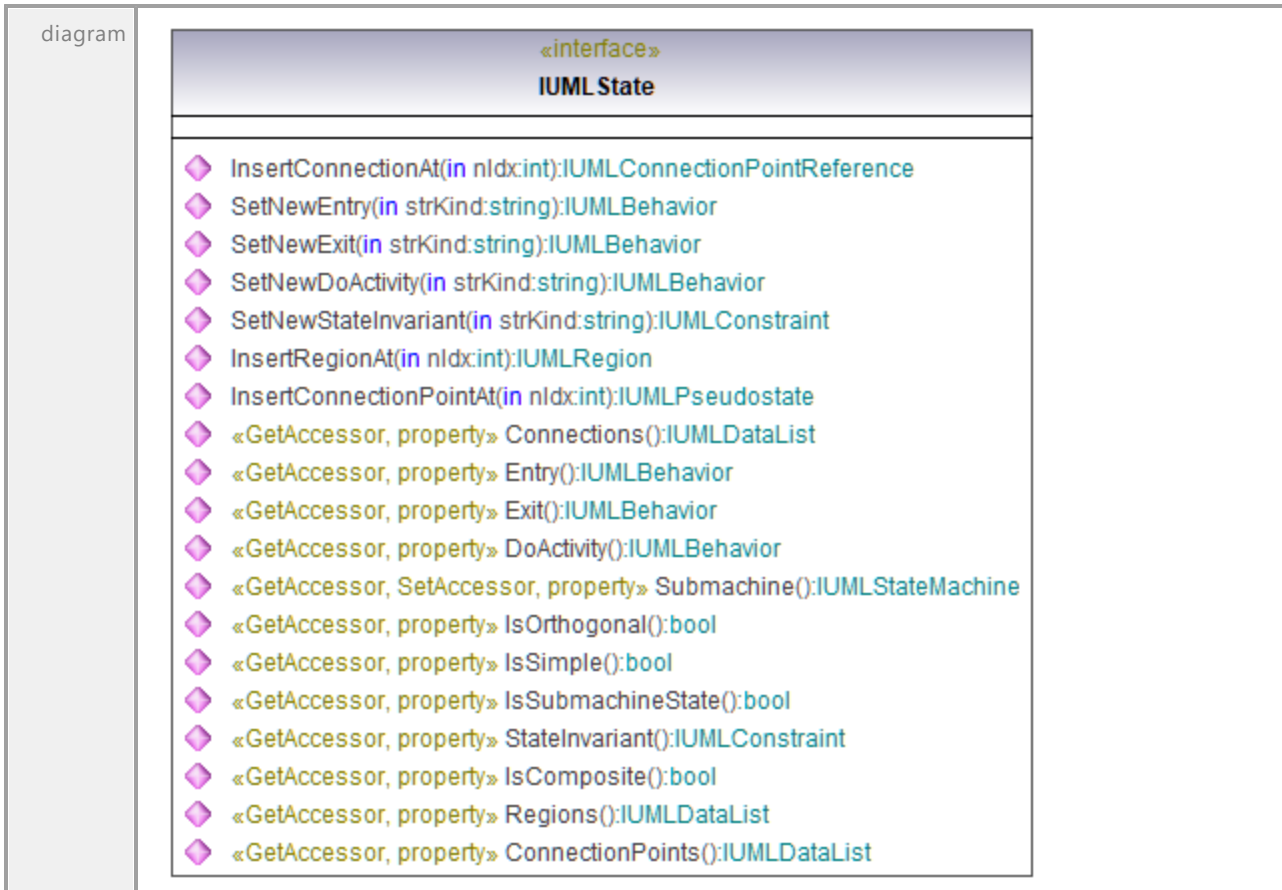 diagram
«interface»
IUMLState
InsertConnectionAt(in nIdx:int):IUMLConnectionPointReference
SetNewEntry(in strKind:string):IUMLBehavior
SetNewExit(in strKind:string):IUMLBehavior
SetNewDoActivity(in strKind:string):IUMLBehavior
SetNewStateInvariant(in strKind:string):IUMLConstraint
InsertRegionAt(in nIdx:int):IUMLRegion
InsertConnectionPointAt(in nIdx:int):IUMLPseudostate
«GetAccessor, property» Connections():IUMLDataList
«GetAccessor, property» Entry():IUMLBehavior
«GetAccessor, property» Exit():IUMLBehavior
«GetAccessor, property» DoActivity():IUMLBehavior
«GetAccessor, SetAccessor, property» Submachine():IUMLStateMachine
«GetAccessor, property» IsOrthogonal():bool
«GetAccessor, property» IsSimple():bool
«GetAccessor, property» IsSubmachineState():bool
«GetAccessor, property» StateInvariant():IUMLConstraint
«GetAccessor, property» IsComposite():bool
«GetAccessor, property» Regions():IUMLDataList
«GetAccessor, property» ConnectionPoints():IUMLDataList